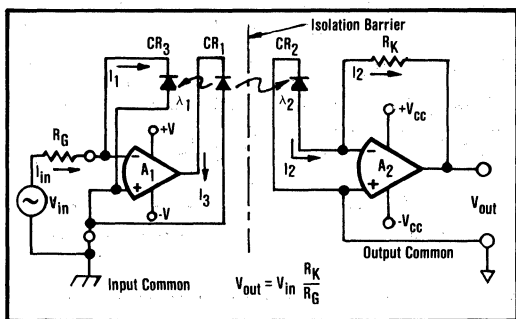 Isolation Barrier
CR3 CR1 CR2 RK
I1 I2
λ1 λ2
+V +VCC
RG
Iin A1 I2 A2
I3
Vin -V -VCC Vout
Output Common
Input Common Vout = Vin RK/RG